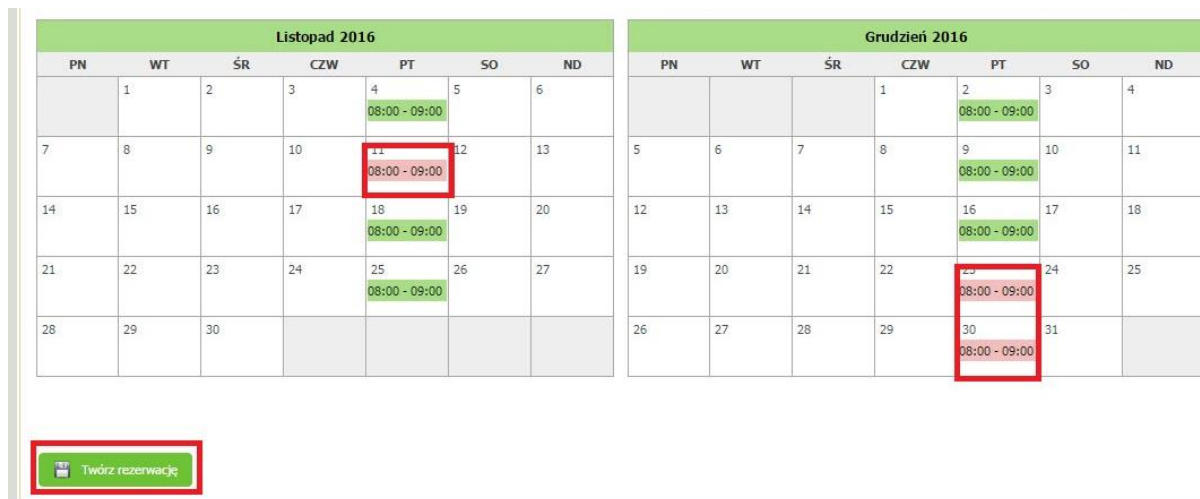 Listopad 2016
PN WT ŚR CZW PT SO ND
1 2 3 4 5 6
08:00 - 09:00
7 8 9 10 11 12 13
08:00 - 09:00
14 15 16 17 18 19 20
08:00 - 09:00
21 22 23 24 25 26 27
08:00 - 09:00
28 29 30
Grudzień 2016
PN WT ŚR CZW PT SO ND
1 2 3 4
08:00 - 09:00
5 6 7 8 9 10 11
08:00 - 09:00
12 13 14 15 16 17 18
08:00 - 09:00
19 20 21 22 23 24 25
08:00 - 09:00
26 27 28 29 30 31
08:00 - 09:00
Twórz rezerwację